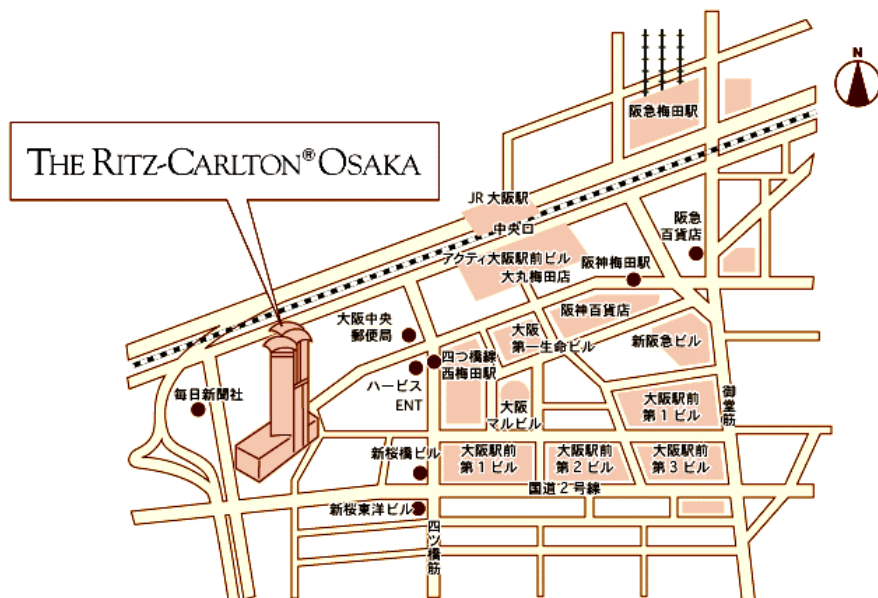 N
阪急梅田駅
THE RITZ-CARLTON® OSAKA
JR 大阪駅
中央口
阪急
百貨店
アクティ大阪駅前ビル
大丸梅田店
阪神梅田駅
阪神百貨店
大阪中央
郵便局
大阪
第一生命ビル
新阪急ビル
四つ橋線
西梅田駅
ハービス
ENT
毎日新聞社
大阪
マルビル
大阪駅前
第1ビル
御堂筋
新桜橋ビル
大阪駅前
第1ビル
大阪駅前
第2ビル
大阪駅前
第3ビル
国道2号線
新桜東洋ビル
四ツ橋筋